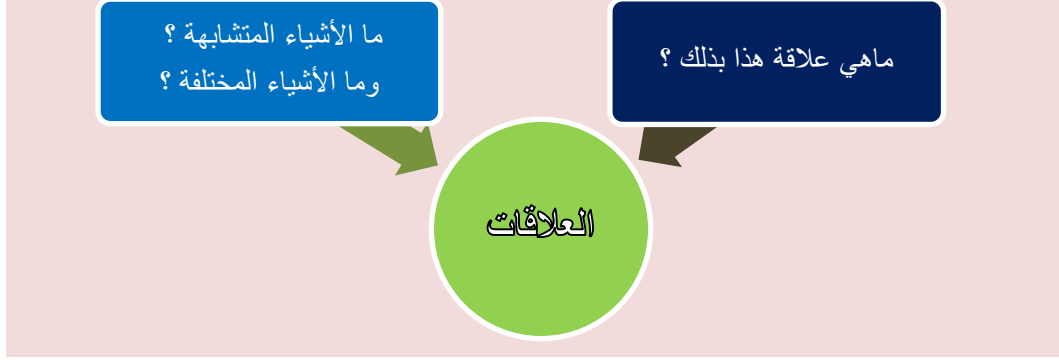 ماهي علاقة هذا بذلك ؟
ما الأشياء المتشابهة ؟
وما الأشياء المختلفة ؟
العلاقات